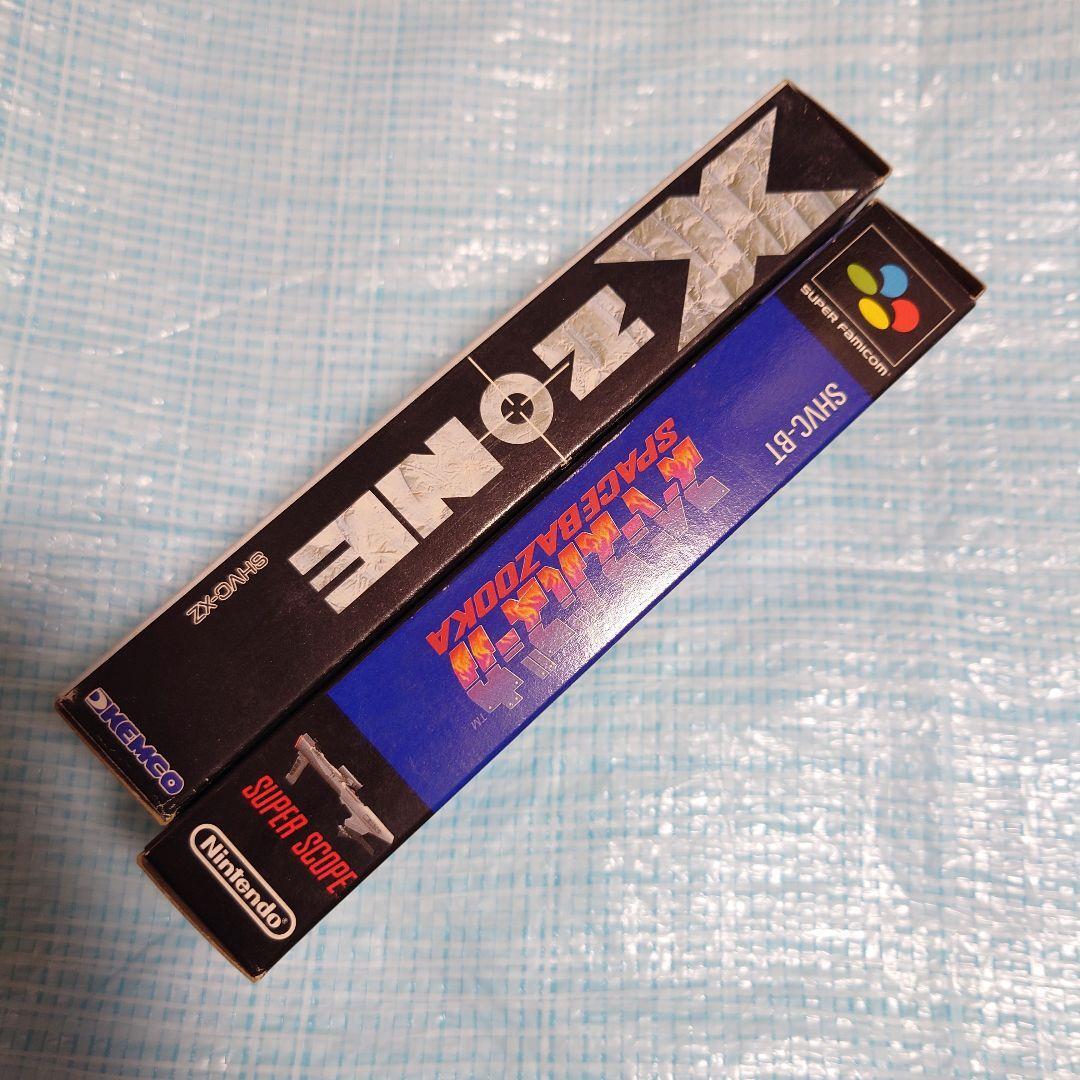 X ZONE
SHVC-XZ
KEMCO
SUPER FAMICOM
SHVC-BT
スペースバズーカ
SPACE BAZOOKA
TM
SUPER SCOPE
Nintendo®